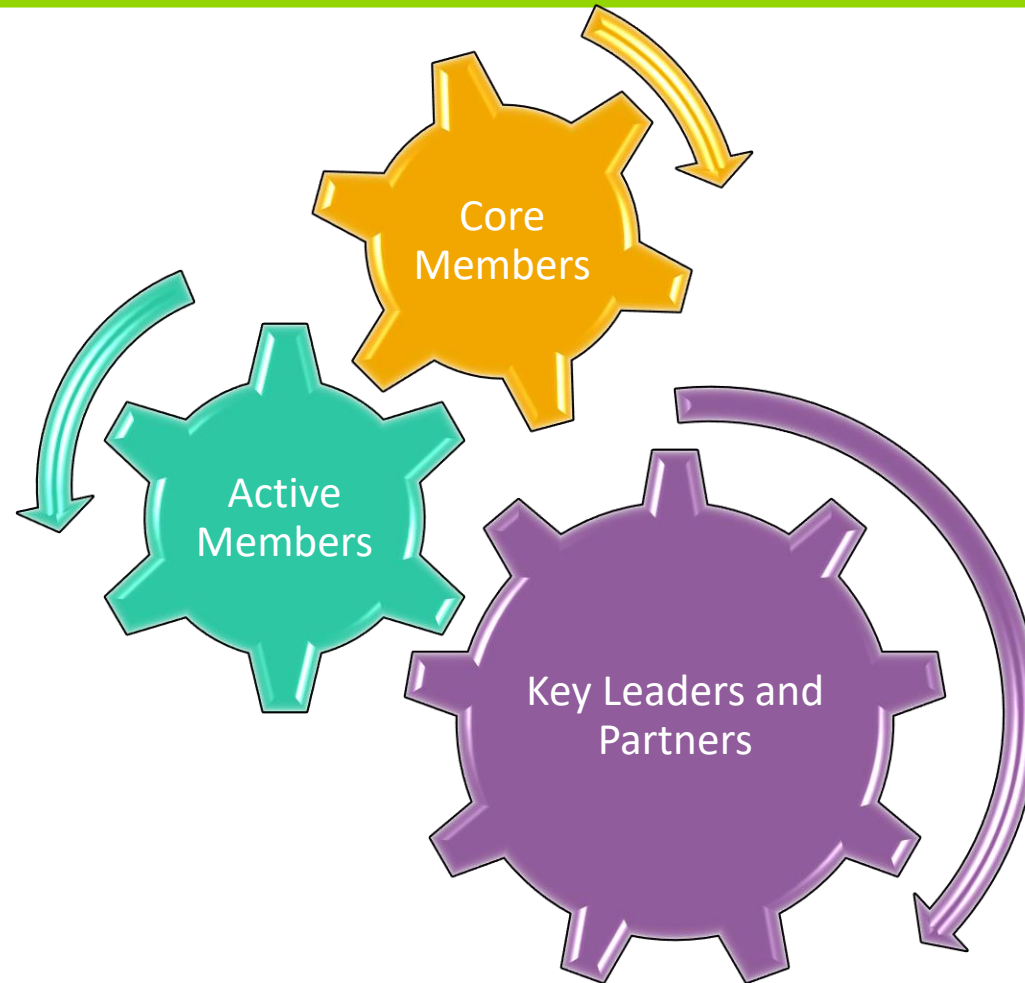 Core
Members
Active
Members
Key Leaders and
Partners